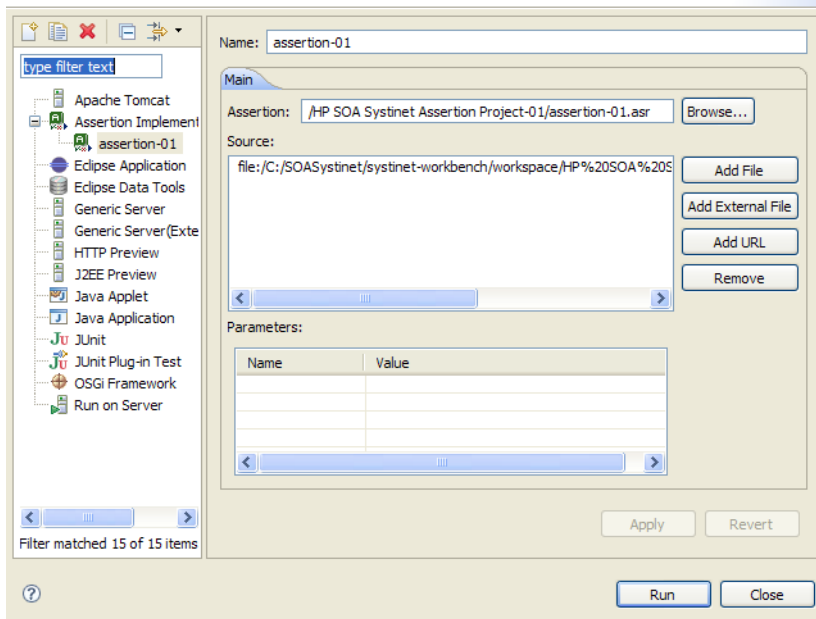 type filter text
Apache Tomcat
Assertion Implement
assertion-01
Eclipse Application
Eclipse Data Tools
Generic Server
Generic Server(Exte
HTTP Preview
J2EE Preview
Java Applet
Java Application
JUnit
JUnit Plug-in Test
OSGi Framework
Run on Server
Filter matched 15 of 15 items
Name: assertion-01
Main
Assertion: /HP SOA Systinet Assertion Project-01/assertion-01.asr Browse...
Source:
file:/C:/SOASystinet/systinet-workbench/workspace/HP%20SOA%20S
Add File
Add External File
Add URL
Remove
Parameters:
Name Value
Apply Revert
Run Close